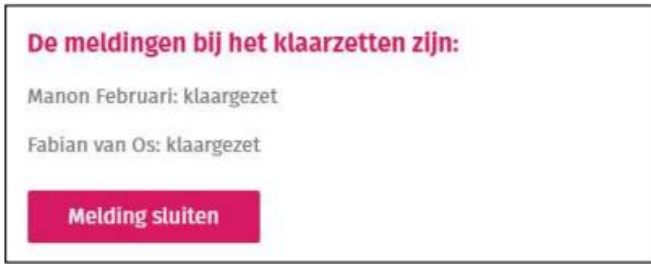 De meldingen bij het klaarzetten zijn:
Manon Februari: klaargezet
Fabian van Os: klaargezet
Melding sluiten